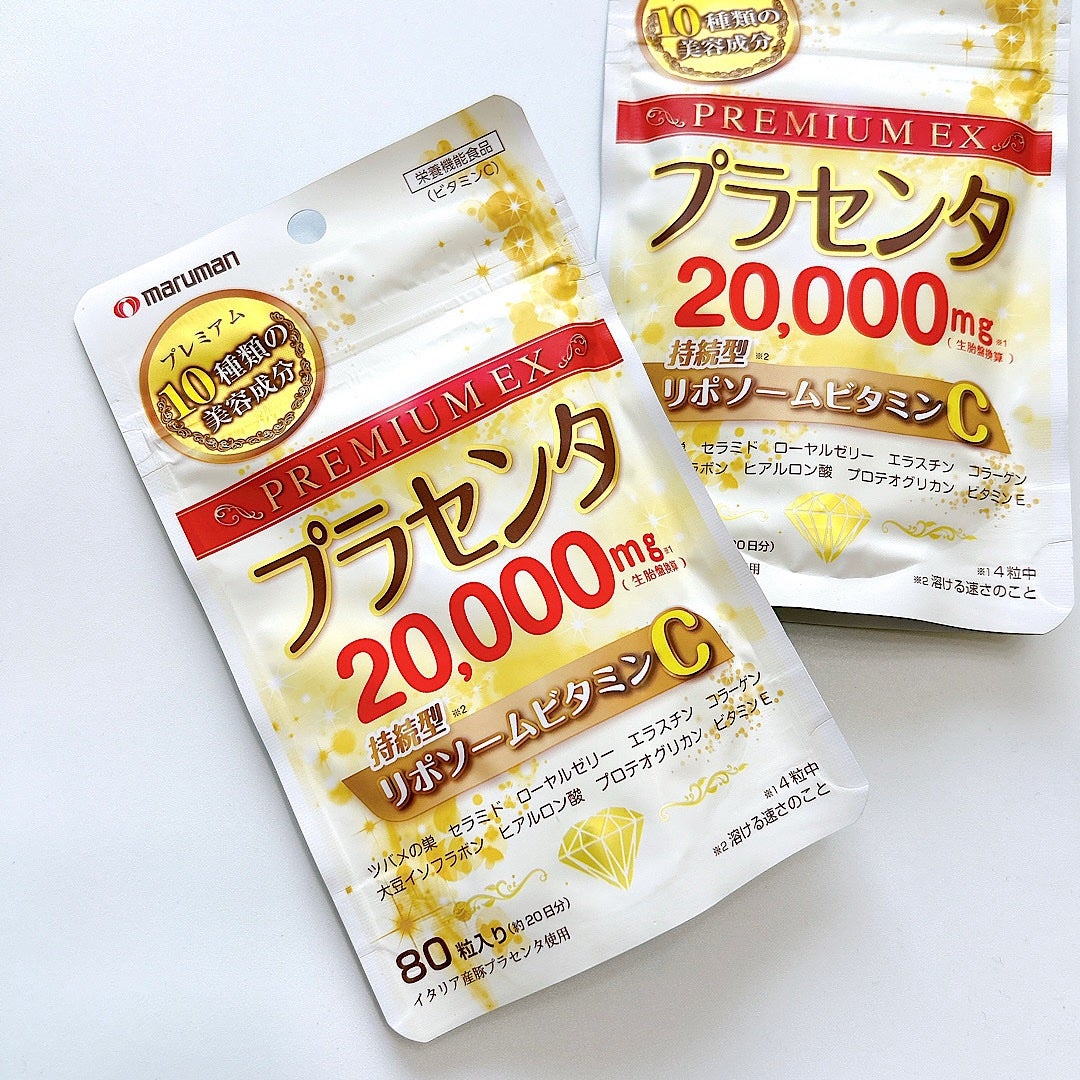 栄養機能食品
(ビタミンC)
maruman
プレミアム
10種類の
美容成分
PREMIUM EX
プラセンタ
20,000mg※1
(生胎盤換算)
持続型※2
リポソームビタミンC
ツバメの巣 セラミド ローヤルゼリー エラスチン コラーゲン
大豆イソフラボン ヒアルロン酸 プロテオグリカン ビタミンE
※1 4粒中
※2 溶ける速さのこと
80粒入り(約20日分)
イタリア産豚プラセンタ使用
10種類の
美容成分
PREMIUM EX
プラセンタ
20,000mg※1
(生胎盤換算)
持続型※2
リポソームビタミンC
セラミド ローヤルゼリー エラスチン コラーゲン
ラボン ヒアルロン酸 プロテオグリカン ビタミンE
0日分)
用
※1 4粒中
※2 溶ける速さのこと